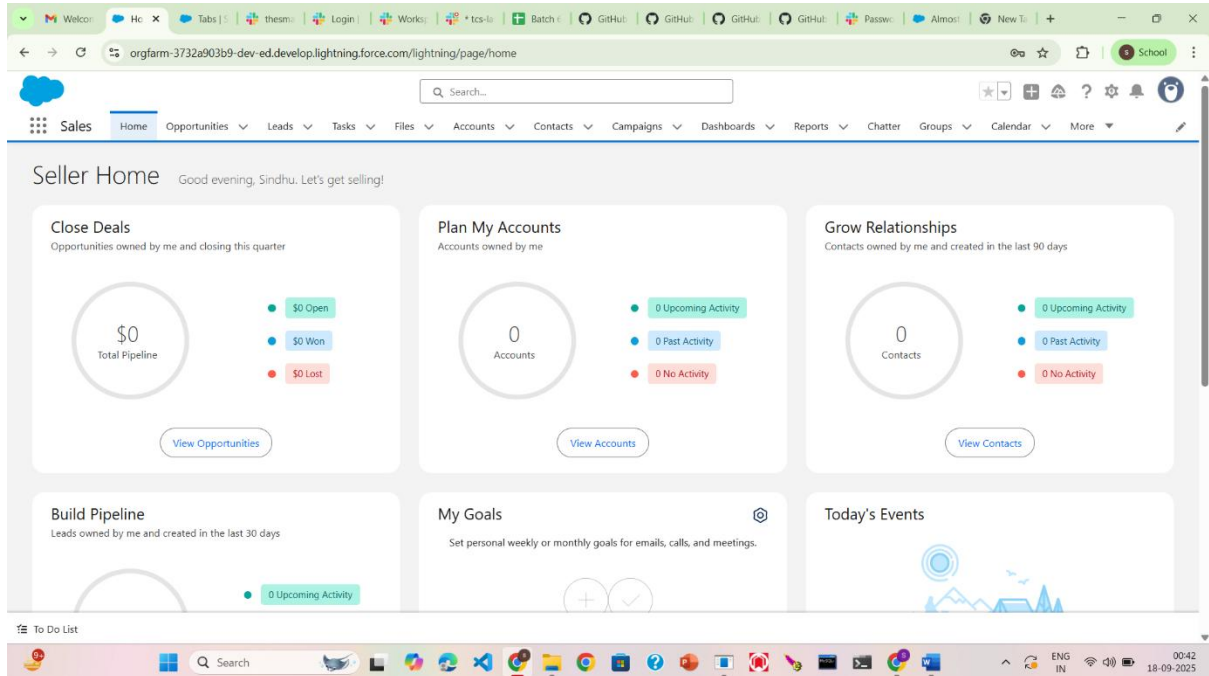 Welcon
Ho
Tabs | S
thesma
Login |
Works
* tcs-la
Batch
GitHub
GitHub
GitHub
GitHub
Passwo
Almost
New Ta
orgfarm-3732a903b9-dev-ed.develop.lightning.force.com/lightning/page/home
School
Search...
Sales
Home
Opportunities
Leads
Tasks
Files
Accounts
Contacts
Campaigns
Dashboards
Reports
Chatter
Groups
Calendar
More
Seller Home
Good evening, Sindhu. Let's get selling!
Close Deals
Opportunities owned by me and closing this quarter
$0
Total Pipeline
$0 Open
$0 Won
$0 Lost
View Opportunities
Plan My Accounts
Accounts owned by me
0
Accounts
0 Upcoming Activity
0 Past Activity
0 No Activity
View Accounts
Grow Relationships
Contacts owned by me and created in the last 90 days
0
Contacts
0 Upcoming Activity
0 Past Activity
0 No Activity
View Contacts
Build Pipeline
Leads owned by me and created in the last 30 days
0 Upcoming Activity
My Goals
Set personal weekly or monthly goals for emails, calls, and meetings.
Today's Events
To Do List
9+
Search
ENG
IN
00:42
18-09-2025